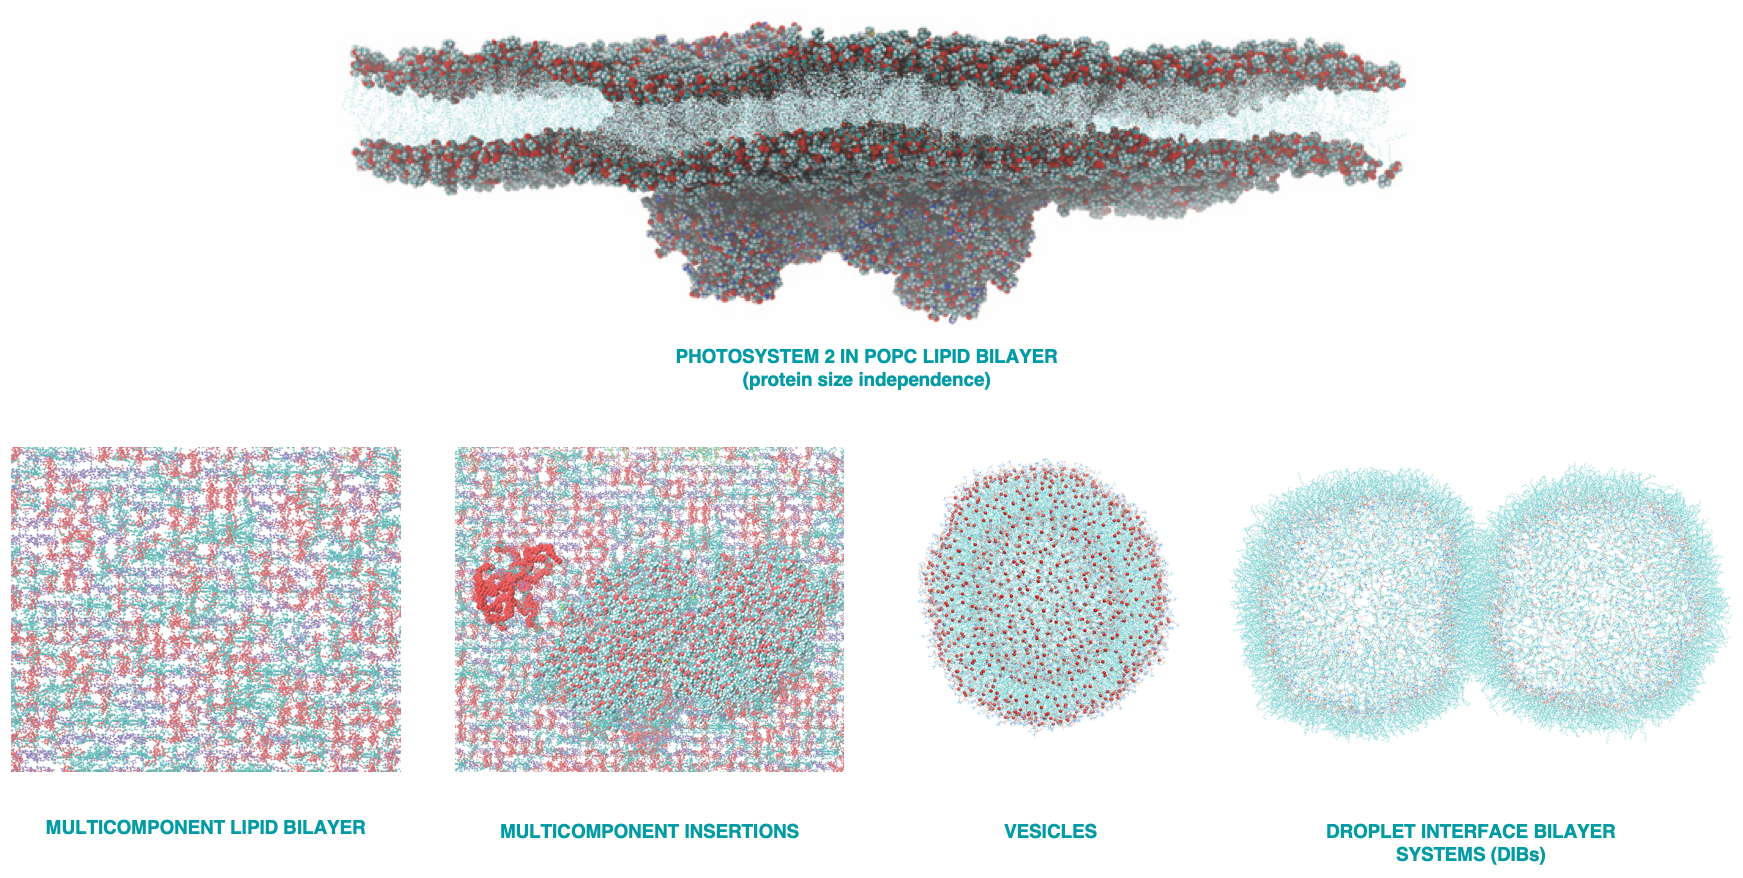 PHOTOSYSTEM 2 IN POPC LIPID BILAYER
(protein size independence)
MULTICOMPONENT LIPID BILAYER
MULTICOMPONENT INSERTIONS
VESICLES
DROPLET INTERFACE BILAYER
SYSTEMS (DIBs)